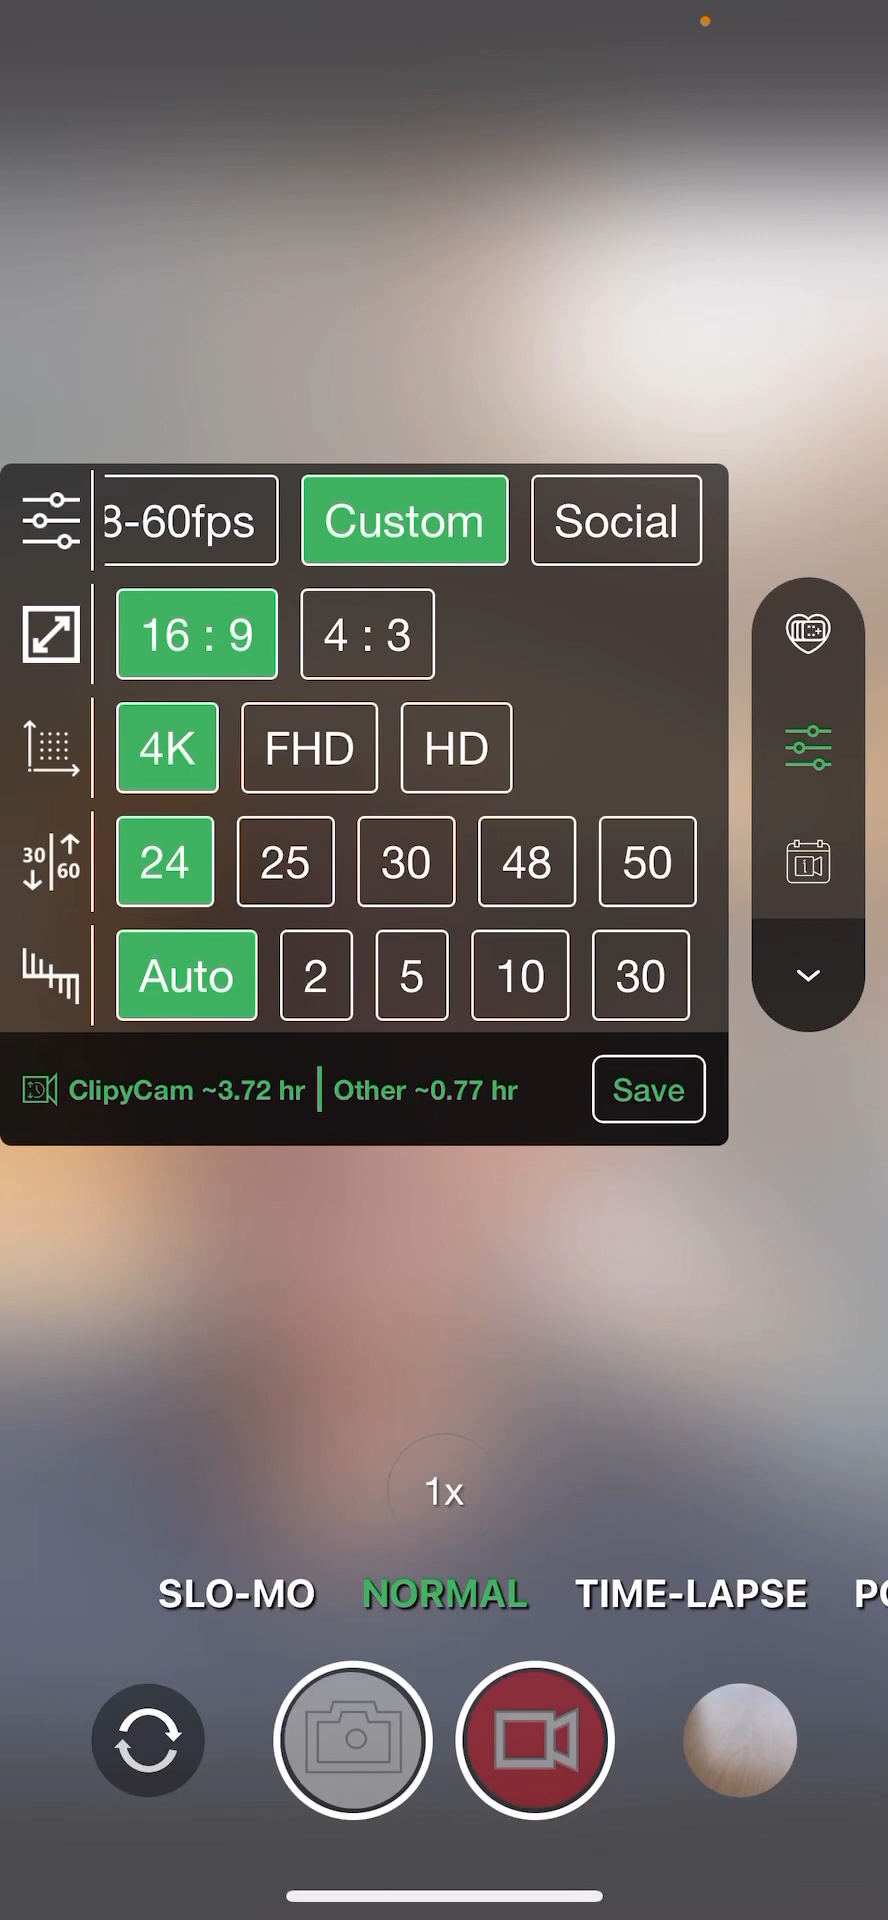 8-60fps Custom Social
16 : 9 4 : 3
4K FHD HD
30 60 24 25 30 48 50
Auto 2 5 10 30
ClipyCam ~3.72 hr Other ~0.77 hr Save
1x
SLO-MO NORMAL TIME-LAPSE